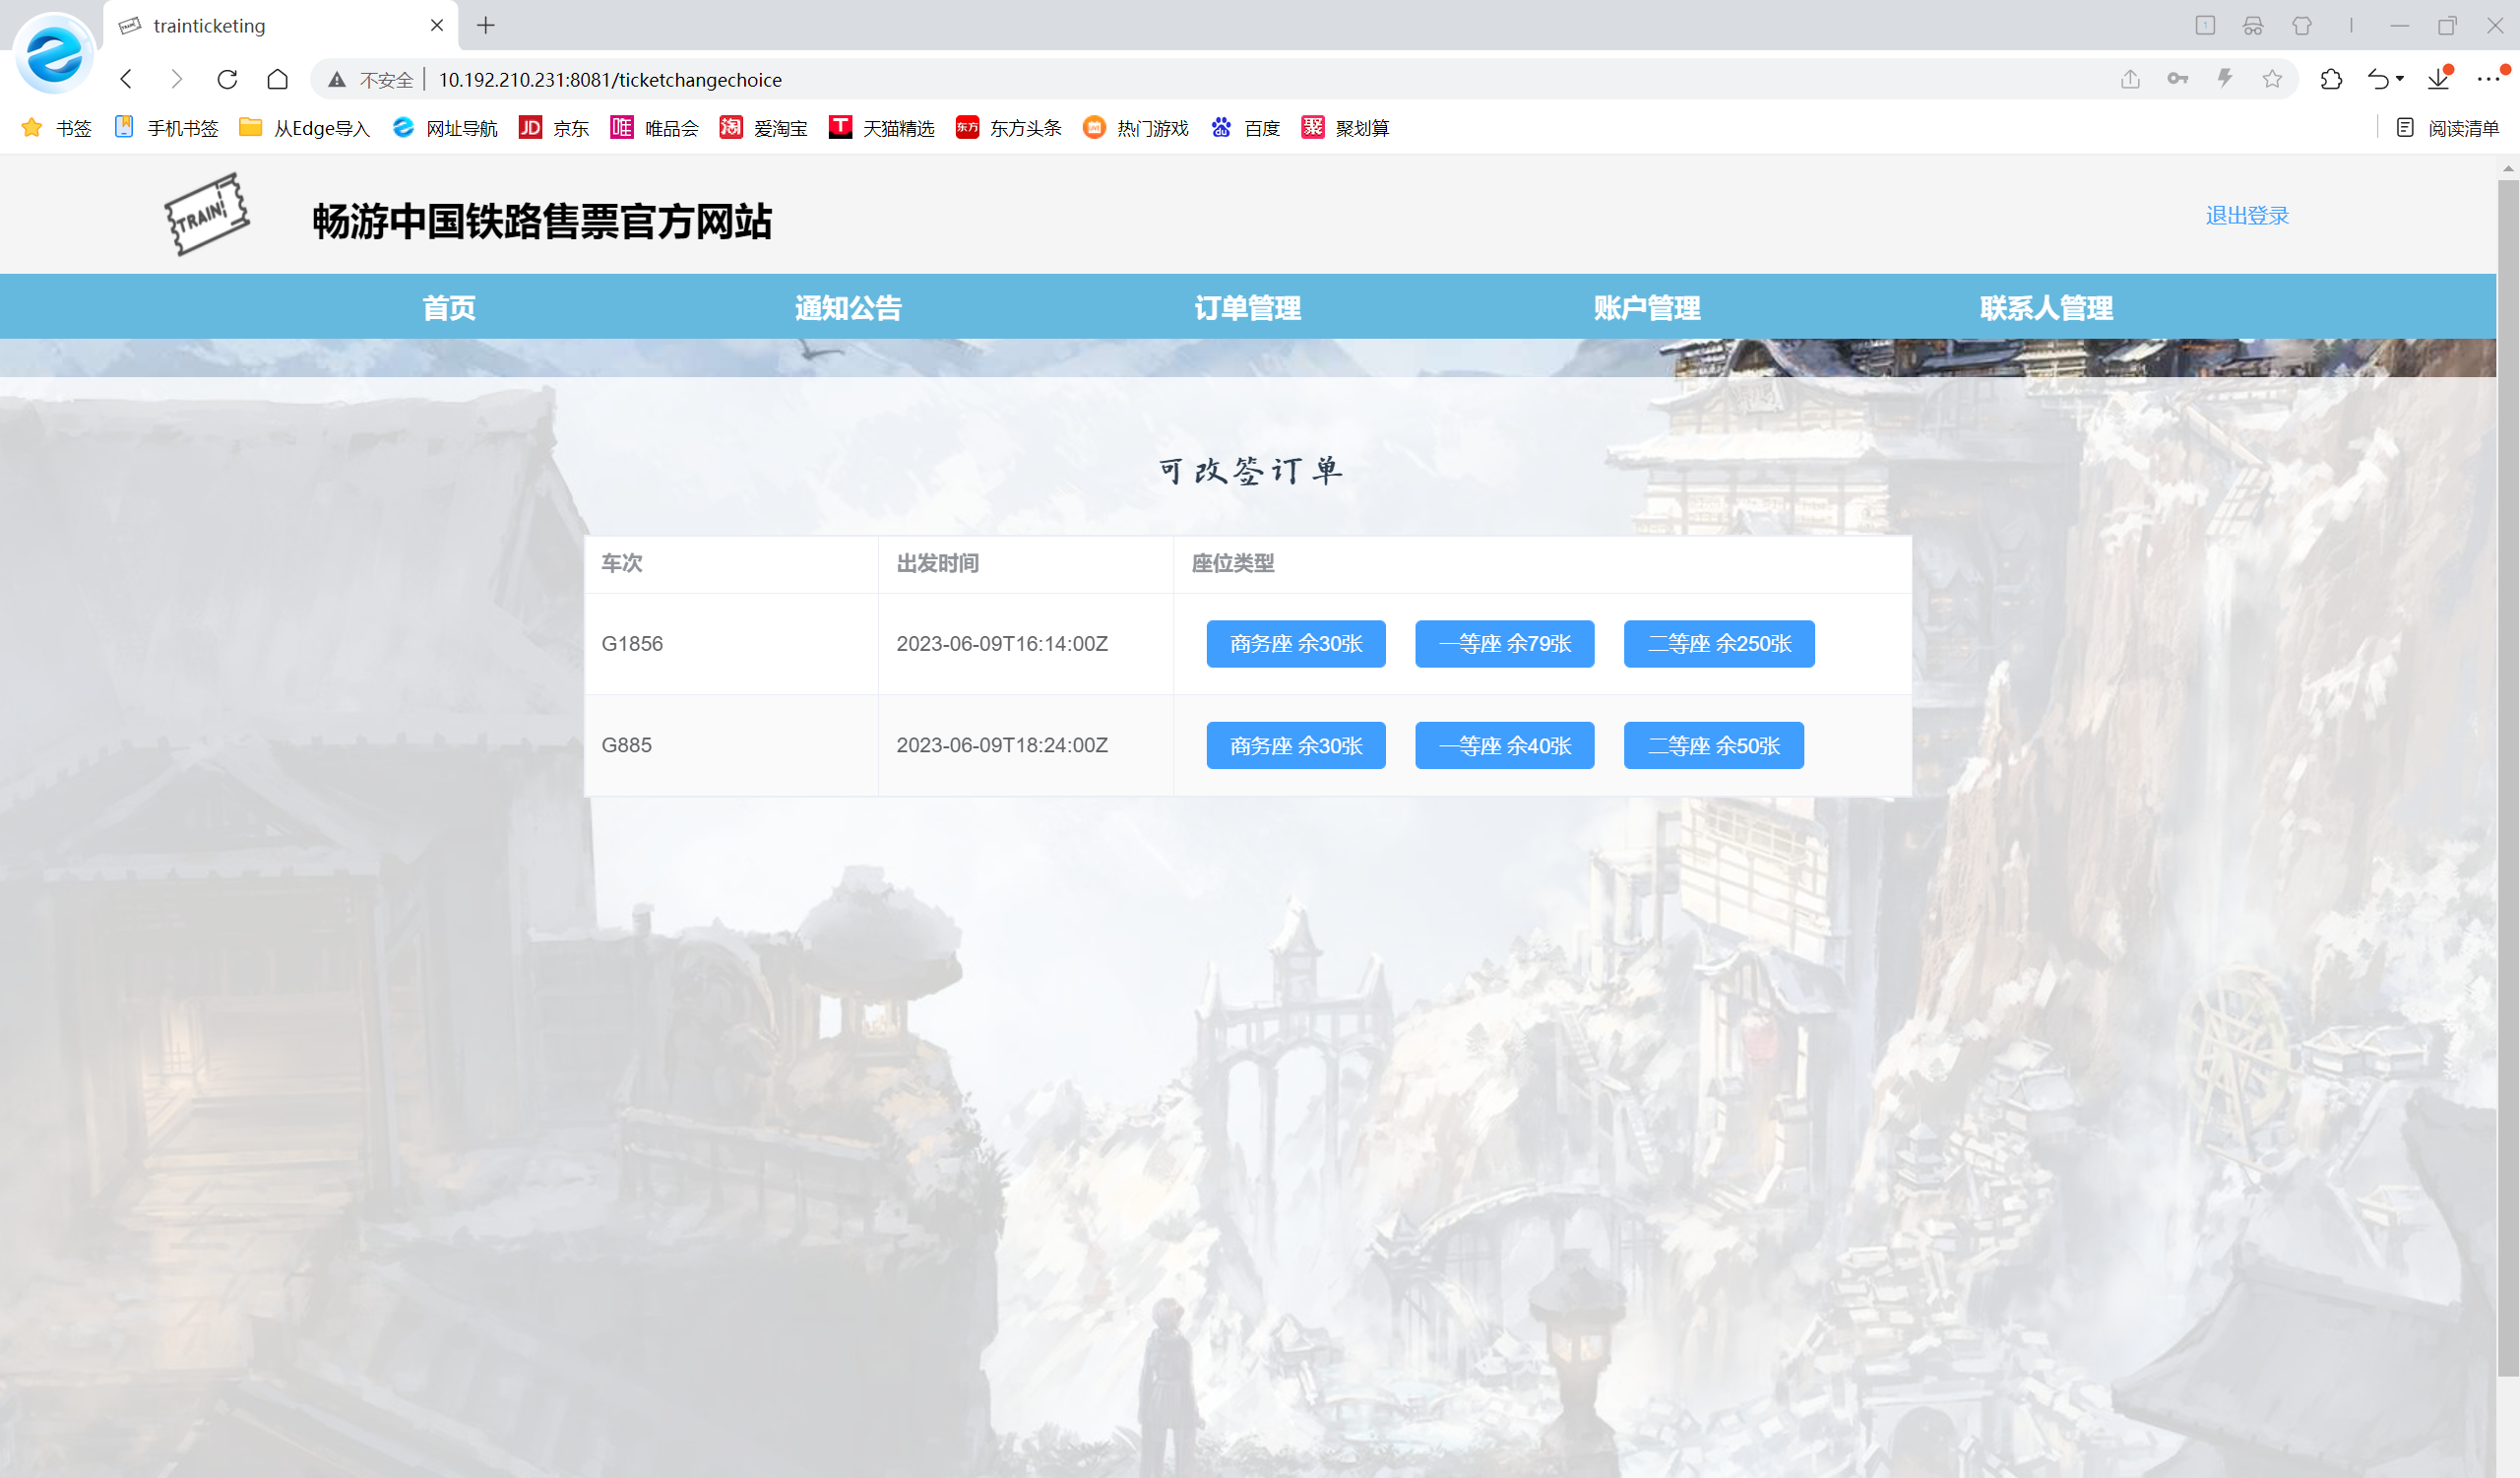 trainticketing
不安全 10.192.210.231:8081/ticketchangechoice
书签 手机书签 从Edge导入 网址导航 JD 京东 唯 唯品会 淘 爱淘宝 T 天猫精选 东方 东方头条 热门游戏 百度 聚 聚划算 阅读清单
TRAIN! 畅游中国铁路售票官方网站 退出登录
首页 通知公告 订单管理 账户管理 联系人管理
可改签订单
车次 出发时间 座位类型
G1856 2023-06-09T16:14:00Z 商务座 余30张 一等座 余79张 二等座 余250张
G885 2023-06-09T18:24:00Z 商务座 余30张 一等座 余40张 二等座 余50张